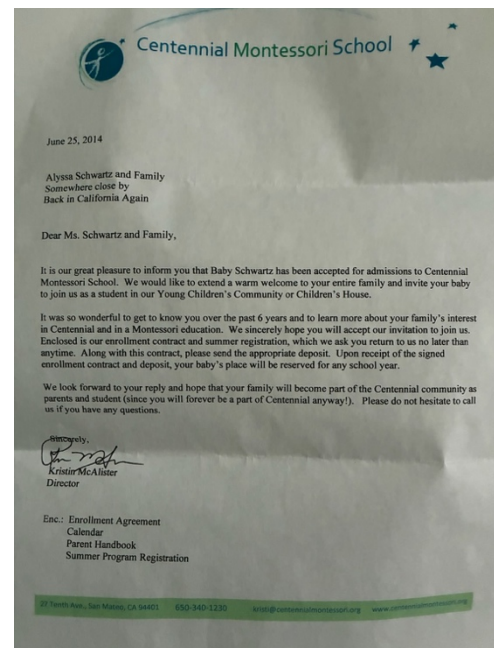 Centennial Montessori School
June 25, 2014
Alyssa Schwartz and Family
Somewhere close by
Back in California Again
Dear Ms. Schwartz and Family,
It is our great pleasure to inform you that Baby Schwartz has been accepted for admissions to Centennial
Montessori School. We would like to extend a warm welcome to your entire family and invite your baby
to join us as a student in our Young Children's Community or Children's House.
It was so wonderful to get to know you over the past 6 years and to learn more about your family's interest
in Centennial and in a Montessori education. We sincerely hope you will accept our invitation to join us.
Enclosed is our enrollment contract and summer registration, which we ask you return to us no later than
anytime. Along with this contract, please send the appropriate deposit. Upon receipt of the signed
enrollment contract and deposit, your baby's place will be reserved for any school year.
We look forward to your reply and hope that your family will become part of the Centennial community as
parents and student (since you will forever be a part of Centennial anyway!). Please do not hesitate to call
us if you have any questions.
Sincerely,
Kristin McAlister
Director
Enc.: Enrollment Agreement
Calendar
Parent Handbook
Summer Program Registration
27 Tenth Ave., San Mateo, CA 94401 650-340-1230 www.centennialmontessori.org